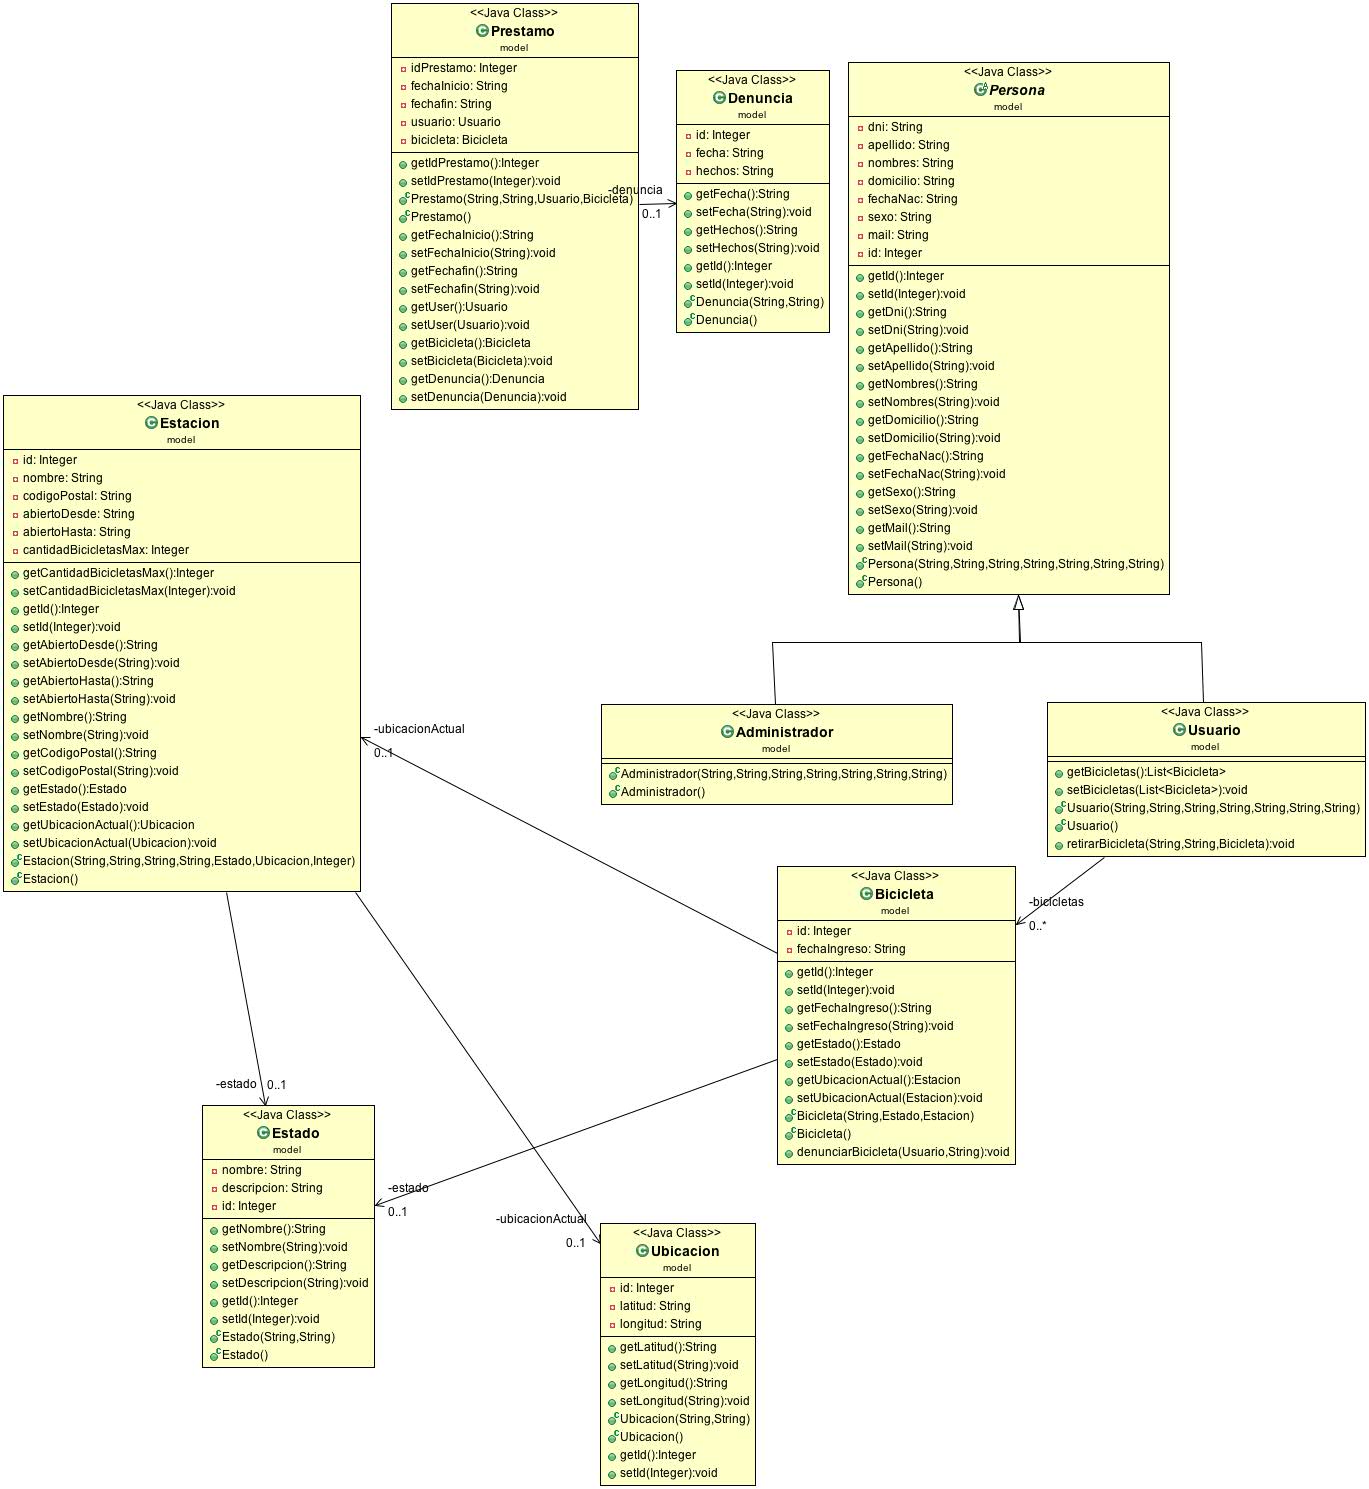 <<Java Class>>
Prestamo
model
idPrestamo: Integer
fechaInicio: String
fechafin: String
usuario: Usuario
bicicleta: Bicicleta
getIdPrestamo():Integer
setIdPrestamo(Integer):void
Prestamo(String,String,Usuario,Bicicleta)
Prestamo()
getFechaInicio():String
setFechaInicio(String):void
getFechafin():String
setFechafin(String):void
getUser():Usuario
setUser(Usuario):void
getBicicleta():Bicicleta
setBicicleta(Bicicleta):void
getDenuncia():Denuncia
setDenuncia(Denuncia):void
-denuncia
0..1
<<Java Class>>
Denuncia
model
id: Integer
fecha: String
hechos: String
getFecha():String
setFecha(String):void
getHechos():String
setHechos(String):void
getId():Integer
setId(Integer):void
Denuncia(String,String)
Denuncia()
<<Java Class>>
Persona
model
dni: String
apellido: String
nombres: String
domicilio: String
fechaNac: String
sexo: String
mail: String
id: Integer
getId():Integer
setId(Integer):void
getDni():String
setDni(String):void
getApellido():String
setApellido(String):void
getNombres():String
setNombres(String):void
getDomicilio():String
setDomicilio(String):void
getFechaNac():String
setFechaNac(String):void
getSexo():String
setSexo(String):void
getMail():String
setMail(String):void
Persona(String,String,String,String,String,String,String)
Persona()
<<Java Class>>
Estacion
model
id: Integer
nombre: String
codigoPostal: String
abiertoDesde: String
abiertoHasta: String
cantidadBicicletasMax: Integer
getCantidadBicicletasMax():Integer
setCantidadBicicletasMax(Integer):void
getId():Integer
setId(Integer):void
getAbiertoDesde():String
setAbiertoDesde(String):void
getAbiertoHasta():String
setAbiertoHasta(String):void
getNombre():String
setNombre(String):void
getCodigoPostal():String
setCodigoPostal(String):void
getEstado():Estado
setEstado(Estado):void
getUbicacionActual():Ubicacion
setUbicacionActual(Ubicacion):void
Estacion(String,String,String,String,Estado,Ubicacion,Integer)
Estacion()
-ubicacionActual
0..1
<<Java Class>>
Administrador
model
Administrador(String,String,String,String,String,String,String)
Administrador()
<<Java Class>>
Usuario
model
getBicicletas():List<Bicicleta>
setBicicletas(List<Bicicleta>):void
Usuario(String,String,String,String,String,String,String)
Usuario()
retirarBicicleta(String,String,Bicicleta):void
-bicicletas
0..*
<<Java Class>>
Bicicleta
model
id: Integer
fechaIngreso: String
getId():Integer
setId(Integer):void
getFechaIngreso():String
setFechaIngreso(String):void
getEstado():Estado
setEstado(Estado):void
getUbicacionActual():Estacion
setUbicacionActual(Estacion):void
Bicicleta(String,Estado,Estacion)
Bicicleta()
denunciarBicicleta(Usuario,String):void
-estado 0..1
<<Java Class>>
Estado
model
nombre: String
descripcion: String
id: Integer
getNombre():String
setNombre(String):void
getDescripcion():String
setDescripcion(String):void
getId():Integer
setId(Integer):void
Estado(String,String)
Estado()
-estado
0..1
-ubicacionActual
0..1
<<Java Class>>
Ubicacion
model
id: Integer
latitud: String
longitud: String
getLatitud():String
setLatitud(String):void
getLongitud():String
setLongitud(String):void
Ubicacion(String,String)
Ubicacion()
getId():Integer
setId(Integer):void